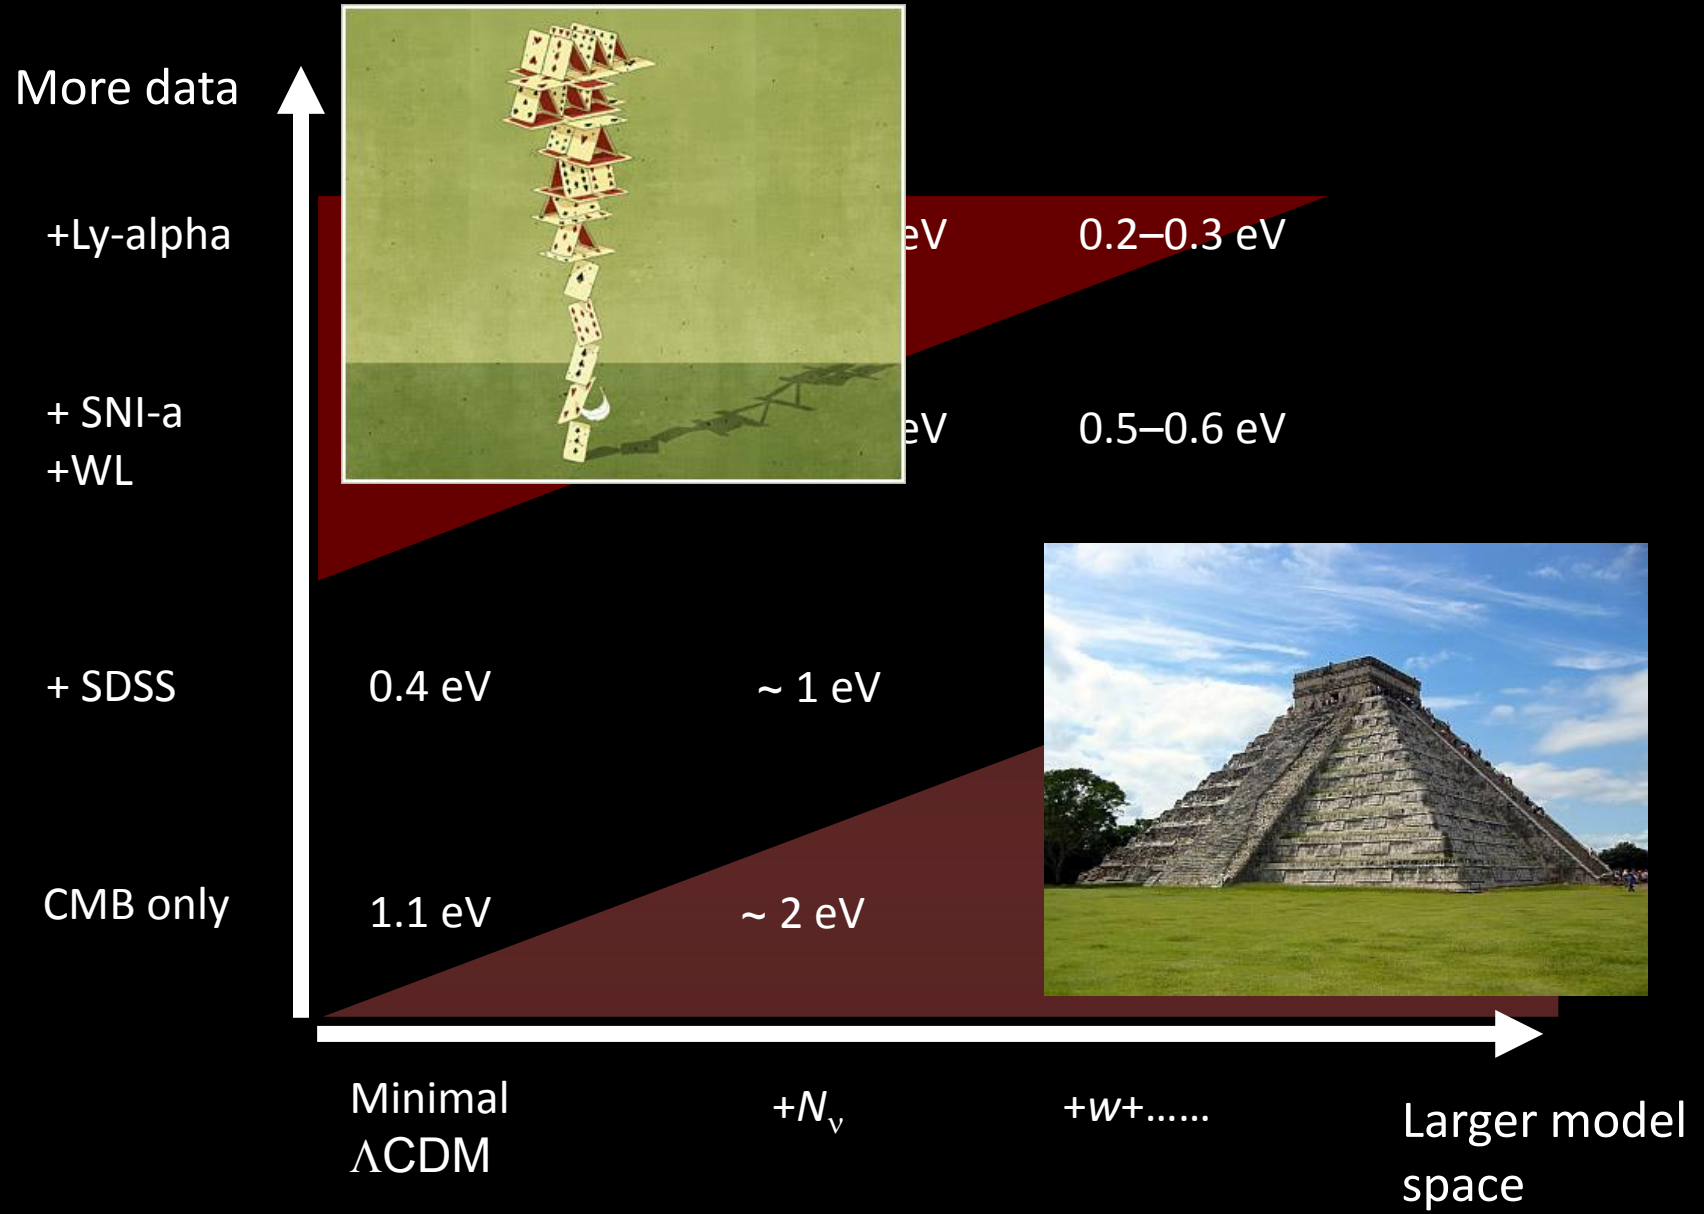 More data
+Ly-alpha
eV
0.2–0.3 eV
+ SNI-a
+WL
eV
0.5–0.6 eV
+ SDSS
0.4 eV
~ 1 eV
CMB only
1.1 eV
~ 2 eV
Minimal
ΛCDM
+Nν
+w+……
Larger model
space